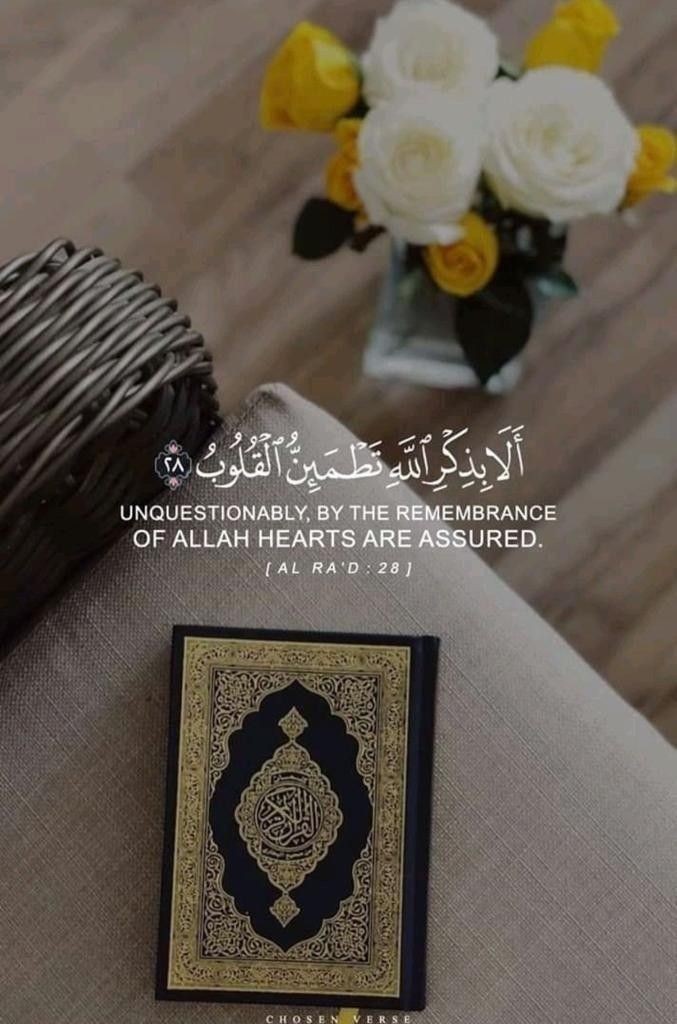 أَلَا بِذِكْرِ ٱللَّهِ تَطْمَئِنُّ ٱلْقُلُوبُ ٢٨
UNQUESTIONABLY, BY THE REMEMBRANCE
OF ALLAH HEARTS ARE ASSURED.
[ AL RA'D : 28 ]
القرآن الكريم
CHOSEN VERSE